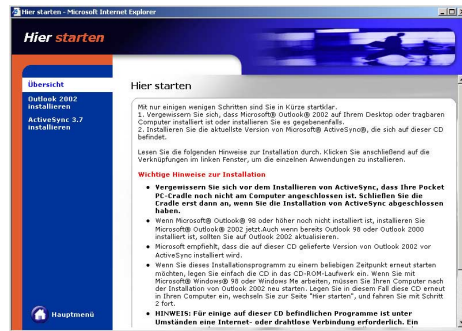 Hier starten - Microsoft Internet Explorer
Hier starten
Übersicht
Outlook 2002
installieren
ActiveSync 3.7
installieren
Hauptmenü
Hier starten
Mit nur einigen wenigen Schritten sind Sie in Kürze startklar.
1. Vergewissern Sie sich, dass Microsoft® Outlook® 2002 auf Ihrem Desktop oder tragbaren
Computer installiert ist oder installieren Sie es gegebenenfalls.
2. Installieren Sie die aktuellste Version von Microsoft® ActiveSync®, die sich auf dieser CD
befindet.
Lesen Sie die folgenden Hinweise zur Installation durch. Klicken Sie anschließend auf die
Verknüpfungen im linken Fenster, um die einzelnen Anwendungen zu installieren.
Wichtige Hinweise zur Installation
• Vergewissern Sie sich vor dem Installieren von ActiveSync, dass Ihre Pocket
PC-Cradle noch nicht am Computer angeschlossen ist. Schließen Sie die
Cradle erst dann an, wenn Sie die Installation von ActiveSync abgeschlossen
haben.
• Wenn Microsoft® Outlook® 98 oder höher noch nicht installiert ist, installieren Sie
Microsoft® Outlook® 2002 jetzt.Auch wenn bereits Outlook 98 oder Outlook 2000
installiert ist, sollten Sie auf Outlook 2002 aktualisieren.
• Microsoft empfiehlt, dass die auf dieser CD gelieferte Version von Outlook 2002 vor
ActiveSync installiert wird.
• Wenn Sie dieses Installationsprogramm zu einem beliebigen Zeitpunkt erneut starten
möchten, legen Sie einfach die CD in das CD-ROM-Laufwerk ein. Wenn Sie mit
Microsoft® Windows® 98 oder Windows Me arbeiten, müssen Sie Ihren Computer nach
der Installation von Outlook 2002 neu starten. Legen Sie in diesem Fall diese CD erneut
in Ihren Computer ein, wechseln Sie zur Seite "Hier starten", und fahren Sie mit Schritt
2 fort.
• HINWEIS: Für einige auf dieser CD befindlichen Programme ist unter
Umständen eine Internet- oder drahtlose Verbindung erforderlich. Ein